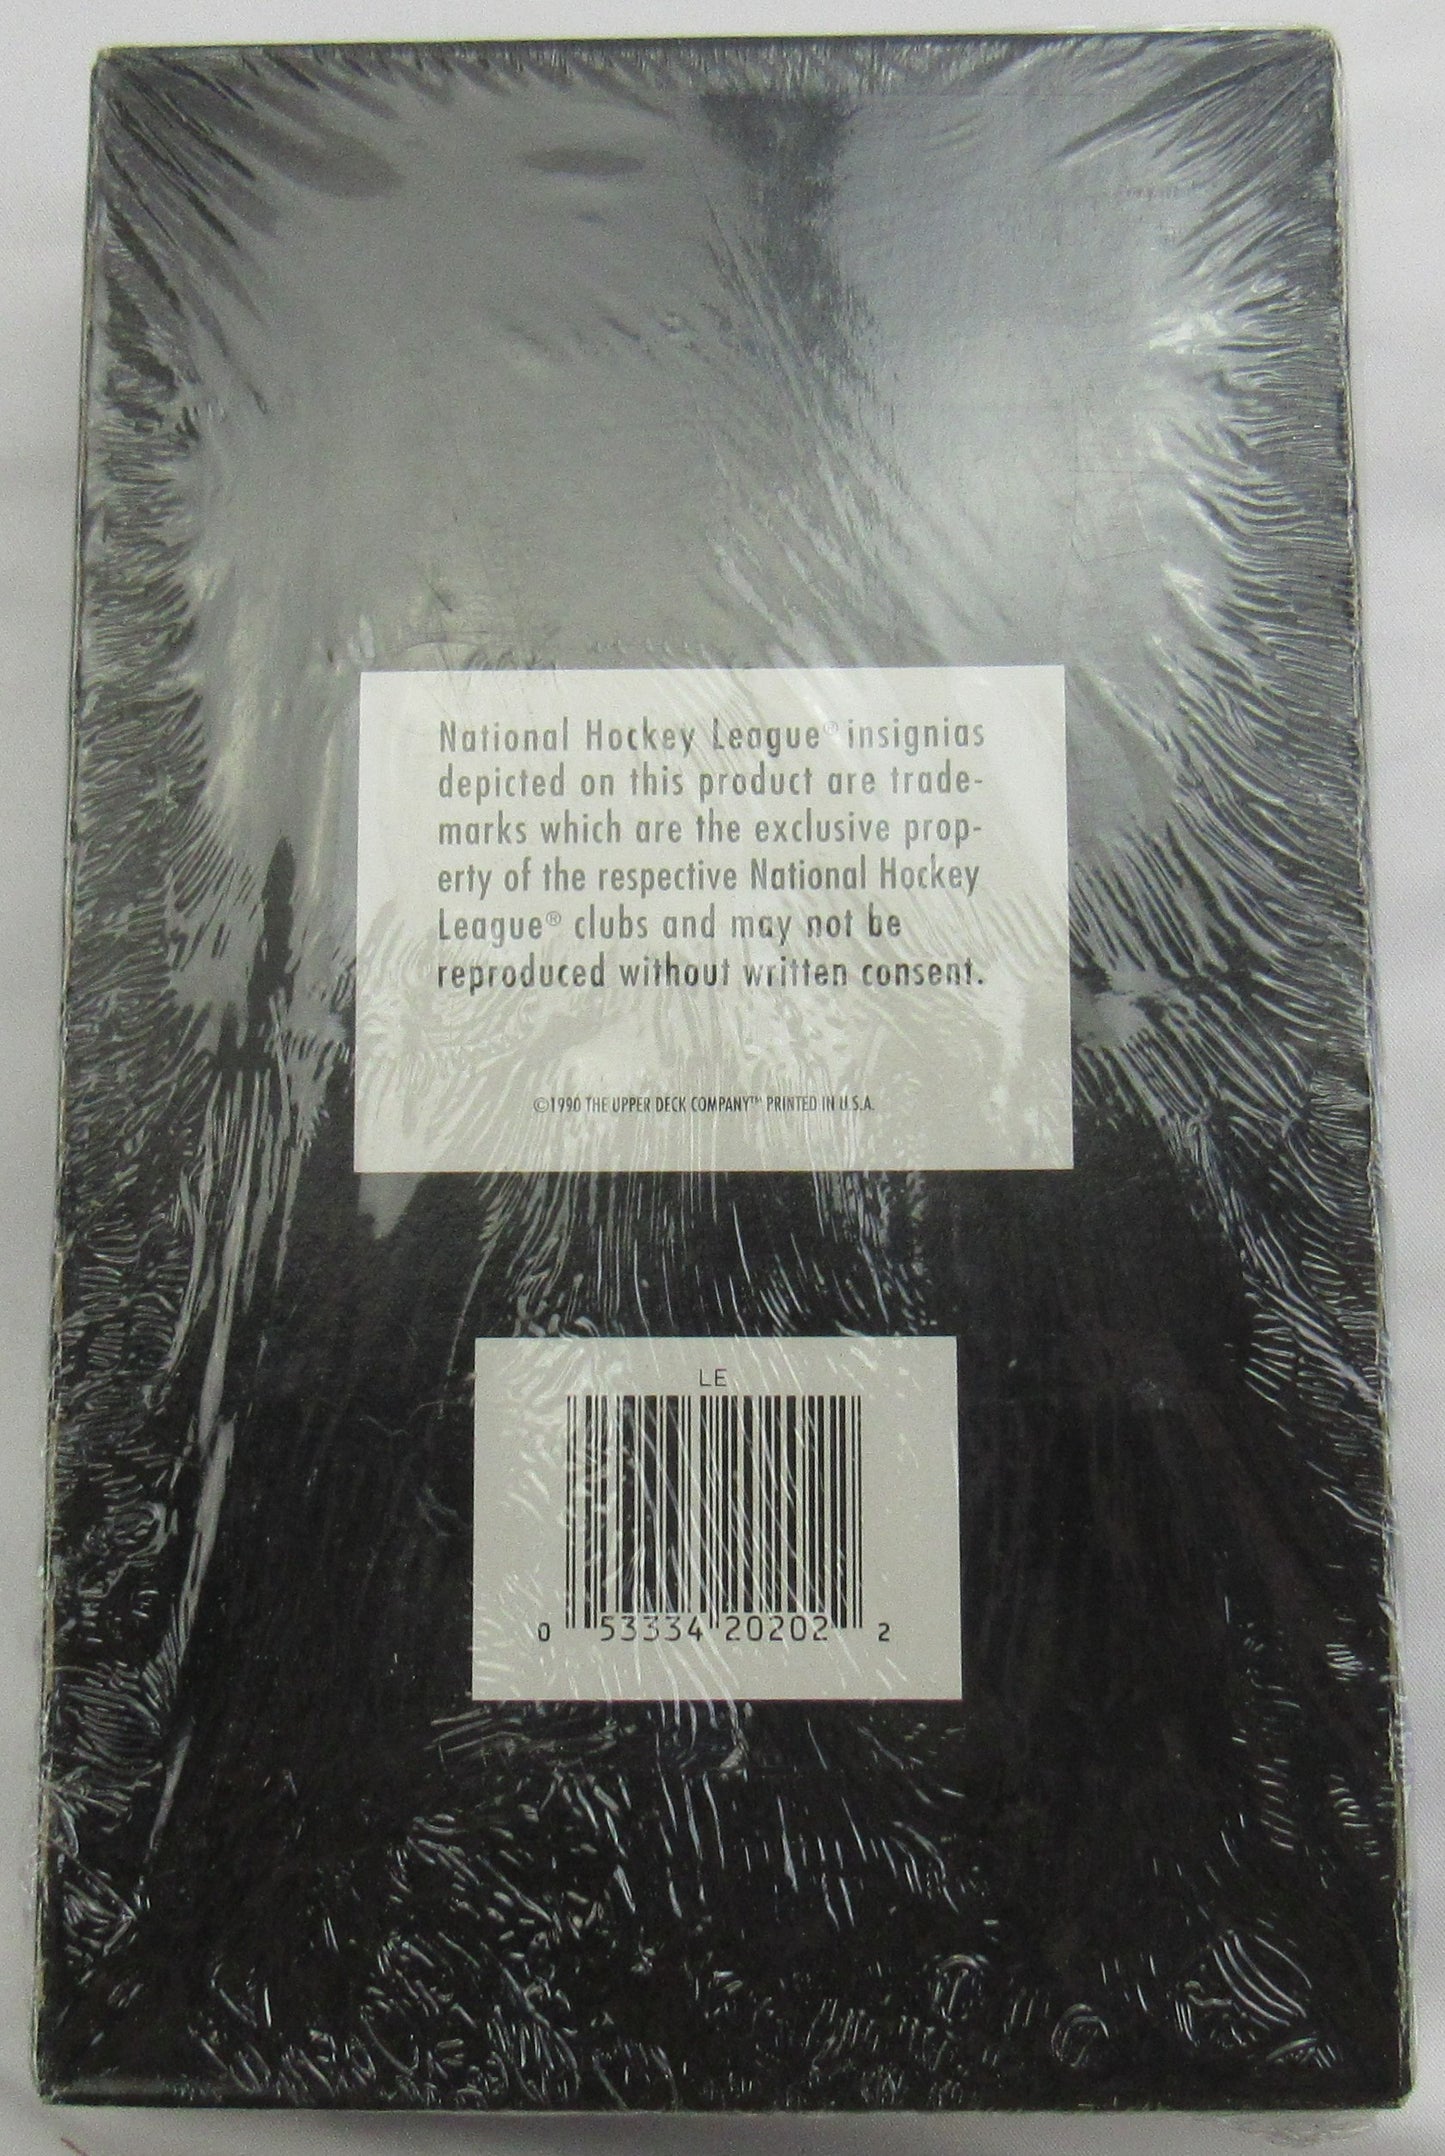 National Hockey League® insignias
depicted on this product are trade-
marks which are the exclusive prop-
erty of the respective National Hockey
League® clubs and may not be
reproduced without written consent.
©1990 THE UPPER DECK COMPANY™ PRINTED IN U.S.A.
LE
0 53334 20202 2